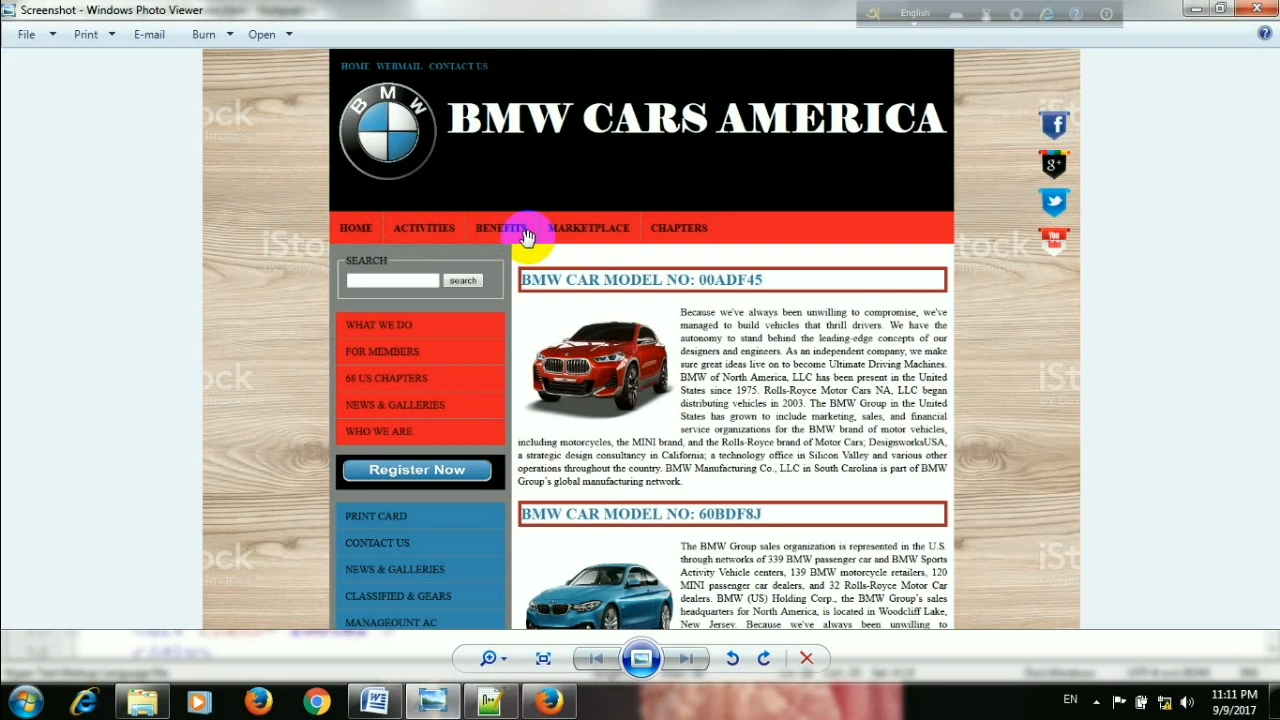 Screenshot - Windows Photo Viewer
English
File Print E-mail Burn Open
HOME WEBMAIL CONTACT US
BMW
BMW CARS AMERICA
iStock
f
g+
You Tube
HOME ACTIVITIES BENEFITS MARKETPLACE CHAPTERS
SEARCH
search
WHAT WE DO
FOR MEMBERS
68 US CHAPTERS
NEWS & GALLERIES
WHO WE ARE
Register Now
PRINT CARD
CONTACT US
NEWS & GALLERIES
CLASSIFIED & GEARS
MANAGEOUNT AC
BMW CAR MODEL NO: 00ADF45
Because we've always been unwilling to compromise, we've
managed to build vehicles that thrill drivers. We have the
autonomy to stand behind the leading-edge concepts of our
designers and engineers. As an independent company, we make
sure great ideas live on to become Ultimate Driving Machines.
BMW of North America, LLC has been present in the United
States since 1975. Rolls-Royce Motor Cars NA, LLC began
distributing vehicles in 2003. The BMW Group in the United
States has grown to include marketing, sales, and financial
service organizations for the BMW brand of motor vehicles,
including motorcycles, the MINI brand, and the Rolls-Royce brand of Motor Cars; DesignworksUSA,
a strategic design consultancy in California; a technology office in Silicon Valley and various other
operations throughout the country. BMW Manufacturing Co., LLC in South Carolina is part of BMW
Group's global manufacturing network.
BMW CAR MODEL NO: 60BDF8J
The BMW Group sales organization is represented in the U.S.
through networks of 339 BMW passenger car and BMW Sports
Activity Vehicle centers, 139 BMW motorcycle retailers, 120
MINI passenger car dealers, and 32 Rolls-Royce Motor Car
dealers. BMW (US) Holding Corp., the BMW Group's sales
headquarters for North America, is located in Woodcliff Lake,
New Jersey. Because we've always been unwilling to
EN
11:11 PM
9/9/2017